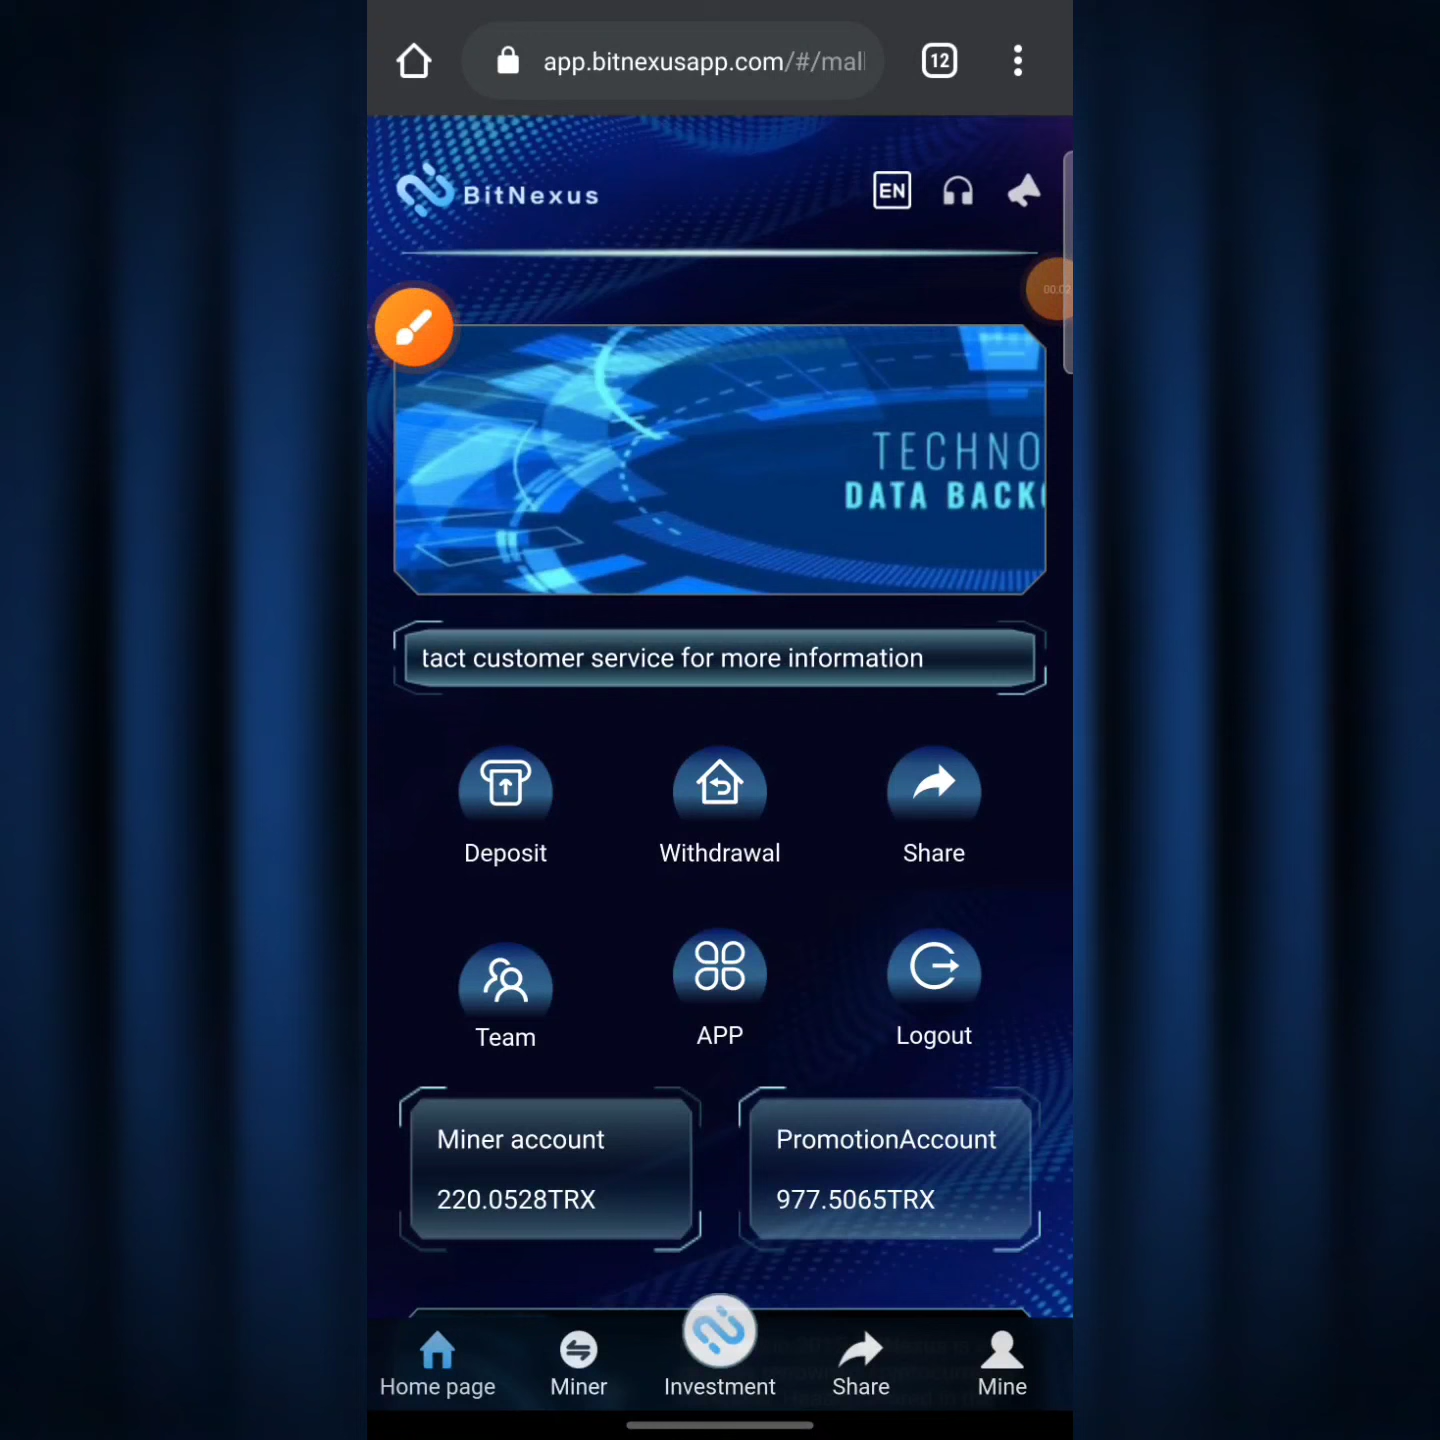 app.bitnexusapp.com/#/mall
12
BitNexus
EN
TECHNO
DATA BACK
tact customer service for more information
Deposit
Withdrawal
Share
Team
APP
Logout
Miner account
PromotionAccount
220.0528TRX
977.5065TRX
Home page
Miner
Investment
Share
Mine